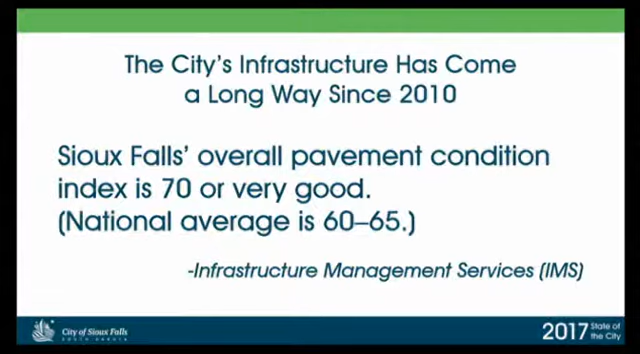 The City's Infrastructure Has Come
a Long Way Since 2010
Sioux Falls' overall pavement condition
index is 70 or very good.
(National average is 60–65.)
-Infrastructure Management Services (IMS)
City of Sioux Falls
SOUTH DAKOTA
2017 State of
the City